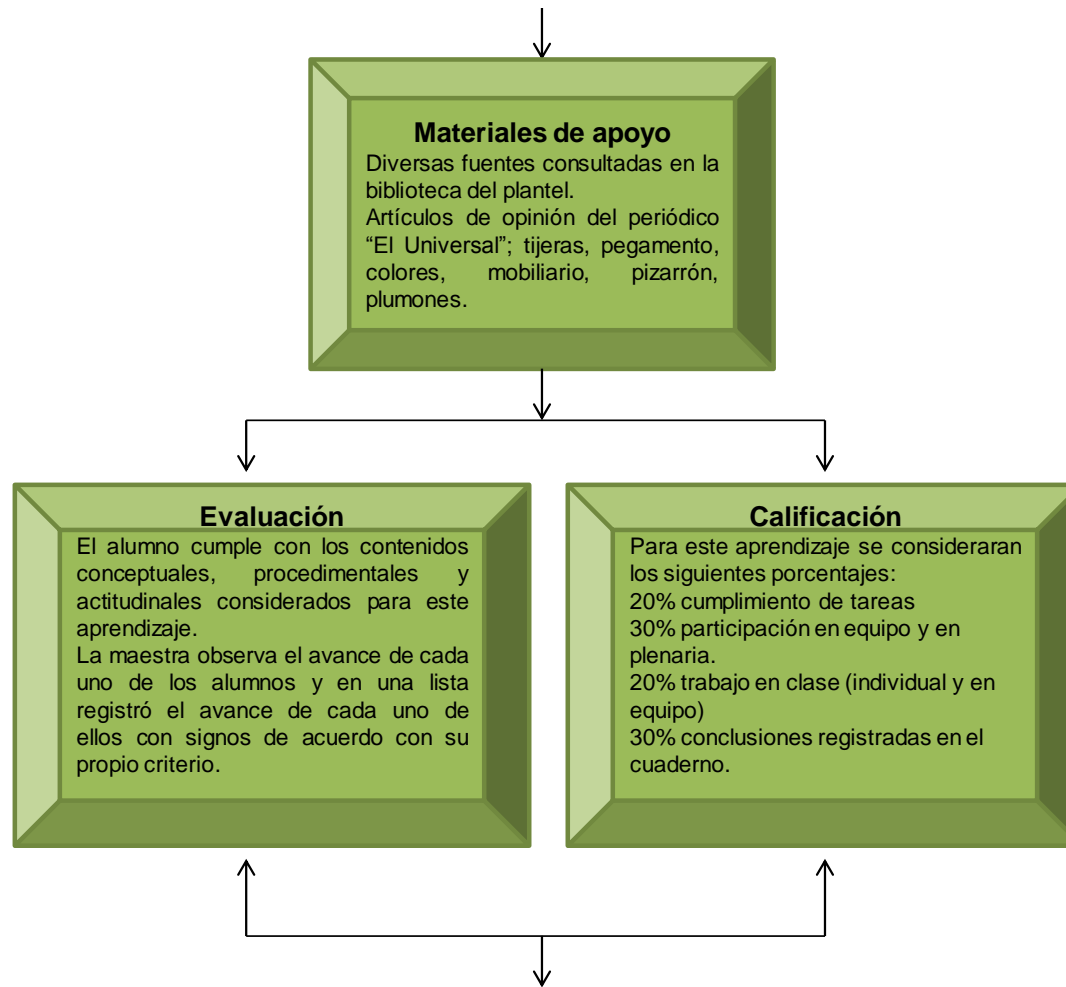 Materiales de apoyo
Diversas fuentes consultadas en la
biblioteca del plantel.
Artículos de opinión del periódico
“El Universal”; tijeras, pegamento,
colores, mobiliario, pizarrón,
plumones.
Evaluación
El alumno cumple con los contenidos
conceptuales, procedimentales y
actitudinales considerados para este
aprendizaje.
La maestra observa el avance de cada
uno de los alumnos y en una lista
registró el avance de cada uno de
ellos con signos de acuerdo con su
propio criterio.
Calificación
Para este aprendizaje se consideraran
los siguientes porcentajes:
20% cumplimiento de tareas
30% participación en equipo y en
plenaria.
20% trabajo en clase (individual y en
equipo)
30% conclusiones registradas en el
cuaderno.